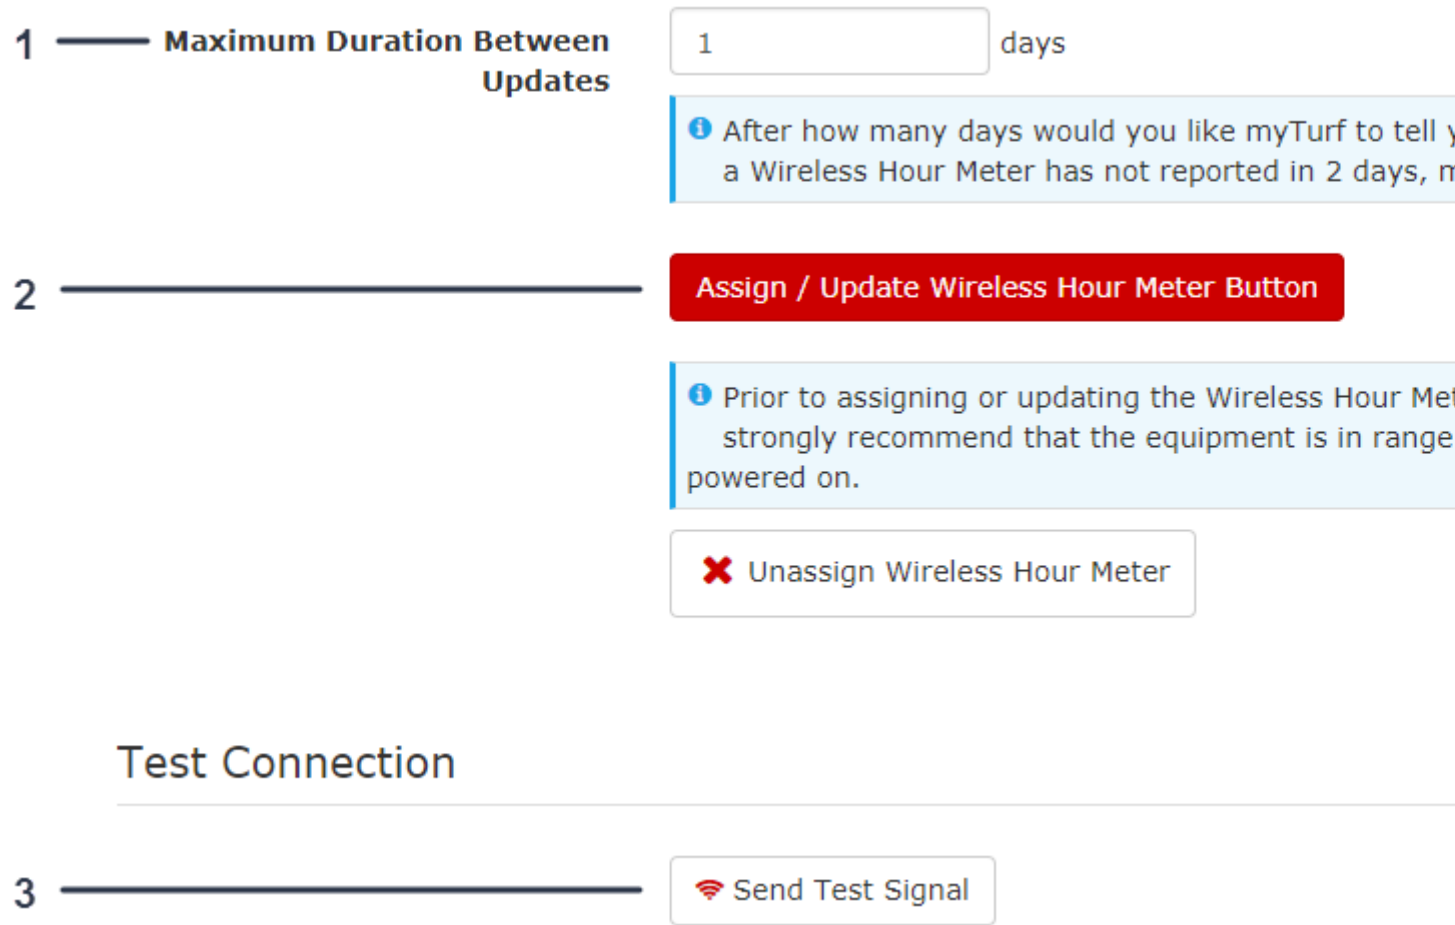 1 Maximum Duration Between
Updates
1 days
After how many days would you like myTurf to tell
a Wireless Hour Meter has not reported in 2 days,
2
Assign / Update Wireless Hour Meter Button
Prior to assigning or updating the Wireless Hour
strongly recommend that the equipment is in range
powered on.
Unassign Wireless Hour Meter
Test Connection
3 Send Test Signal